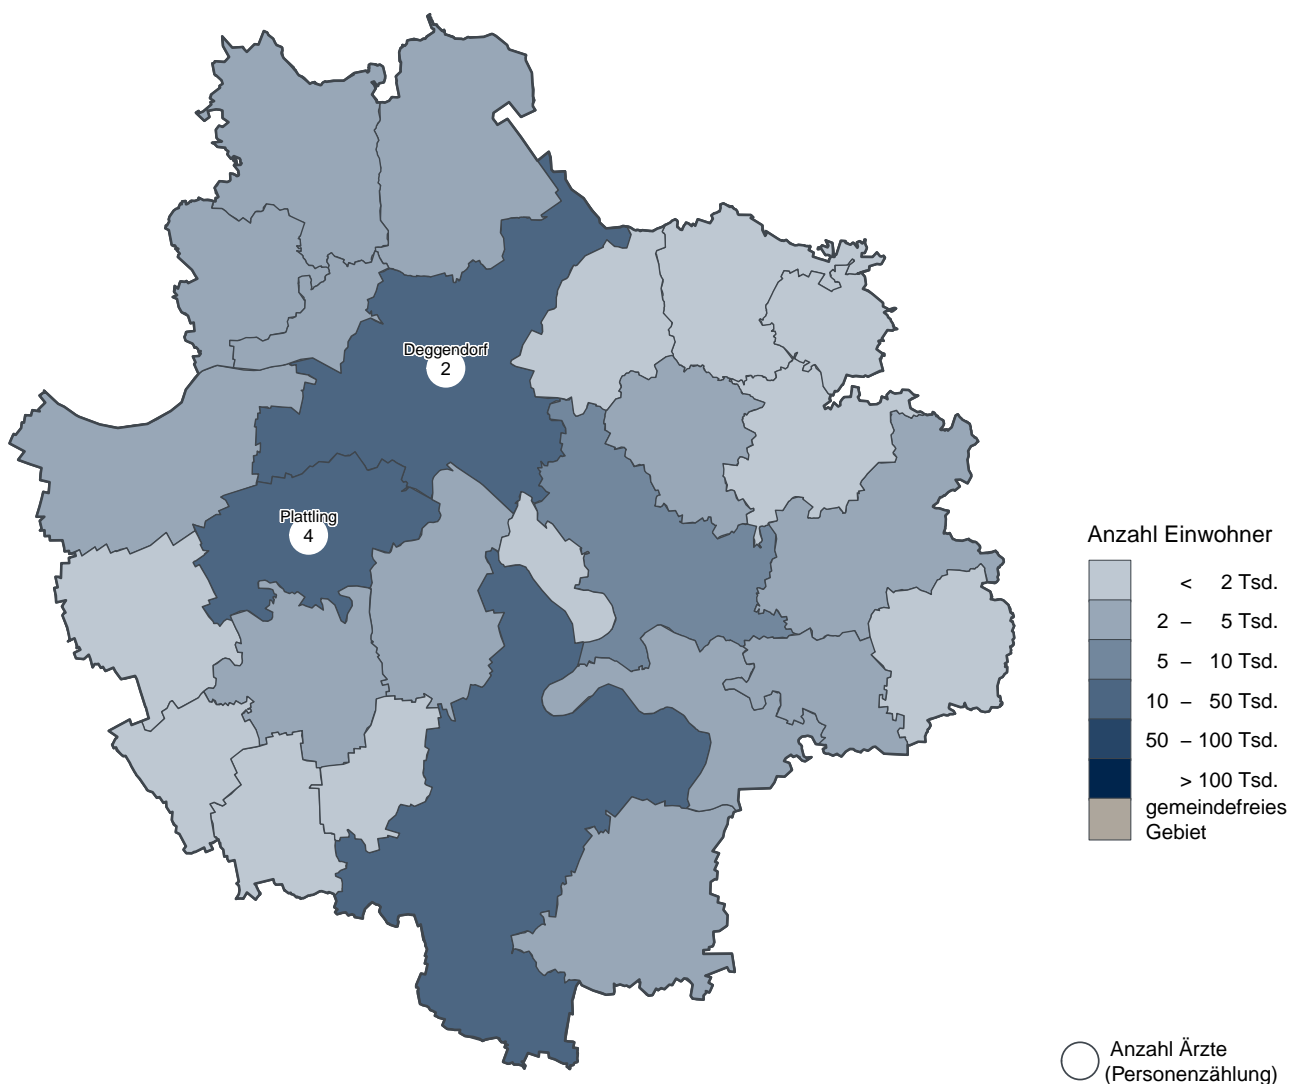 Deggendorf
2
Plattling
4
Anzahl Einwohner
< 2 Tsd.
2 – 5 Tsd.
5 – 10 Tsd.
10 – 50 Tsd.
50 – 100 Tsd.
> 100 Tsd.
gemeindefreies
Gebiet
Anzahl Ärzte
(Personenzählung)